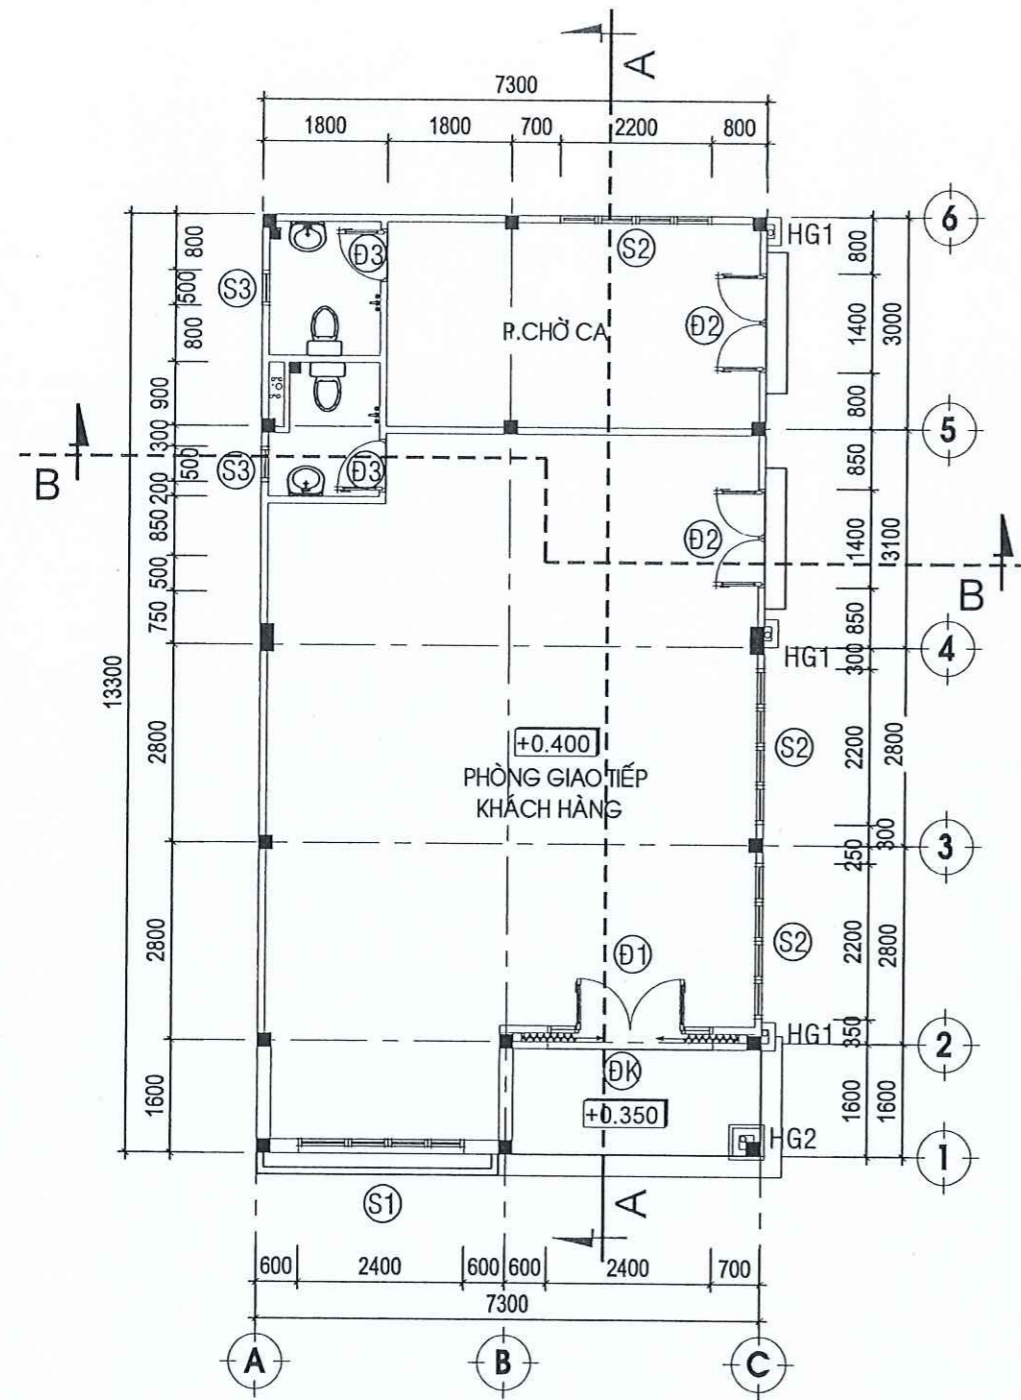 A
7300
1800 1800 700 2200 800
6
HG1
S2
Đ3
800
800
S3
500
P.CHỜ CA
Đ2
1400
3000
800
900
800
5
300
B
S3
500
Đ3
850
200
850
Đ2
1400
3100
500
B
750
850
HG1
300
4
13300
2800
+0.400
S2
2200
2800
PHÒNG GIAO TIẾP
KHÁCH HÀNG
300
250
3
2800
Đ1
S2
2200
2800
HG1
350
2
ĐK
1600
+0.350
1600
1600
HG2
1
S1
A
600 2400 600 600 2400 700
7300
A B C